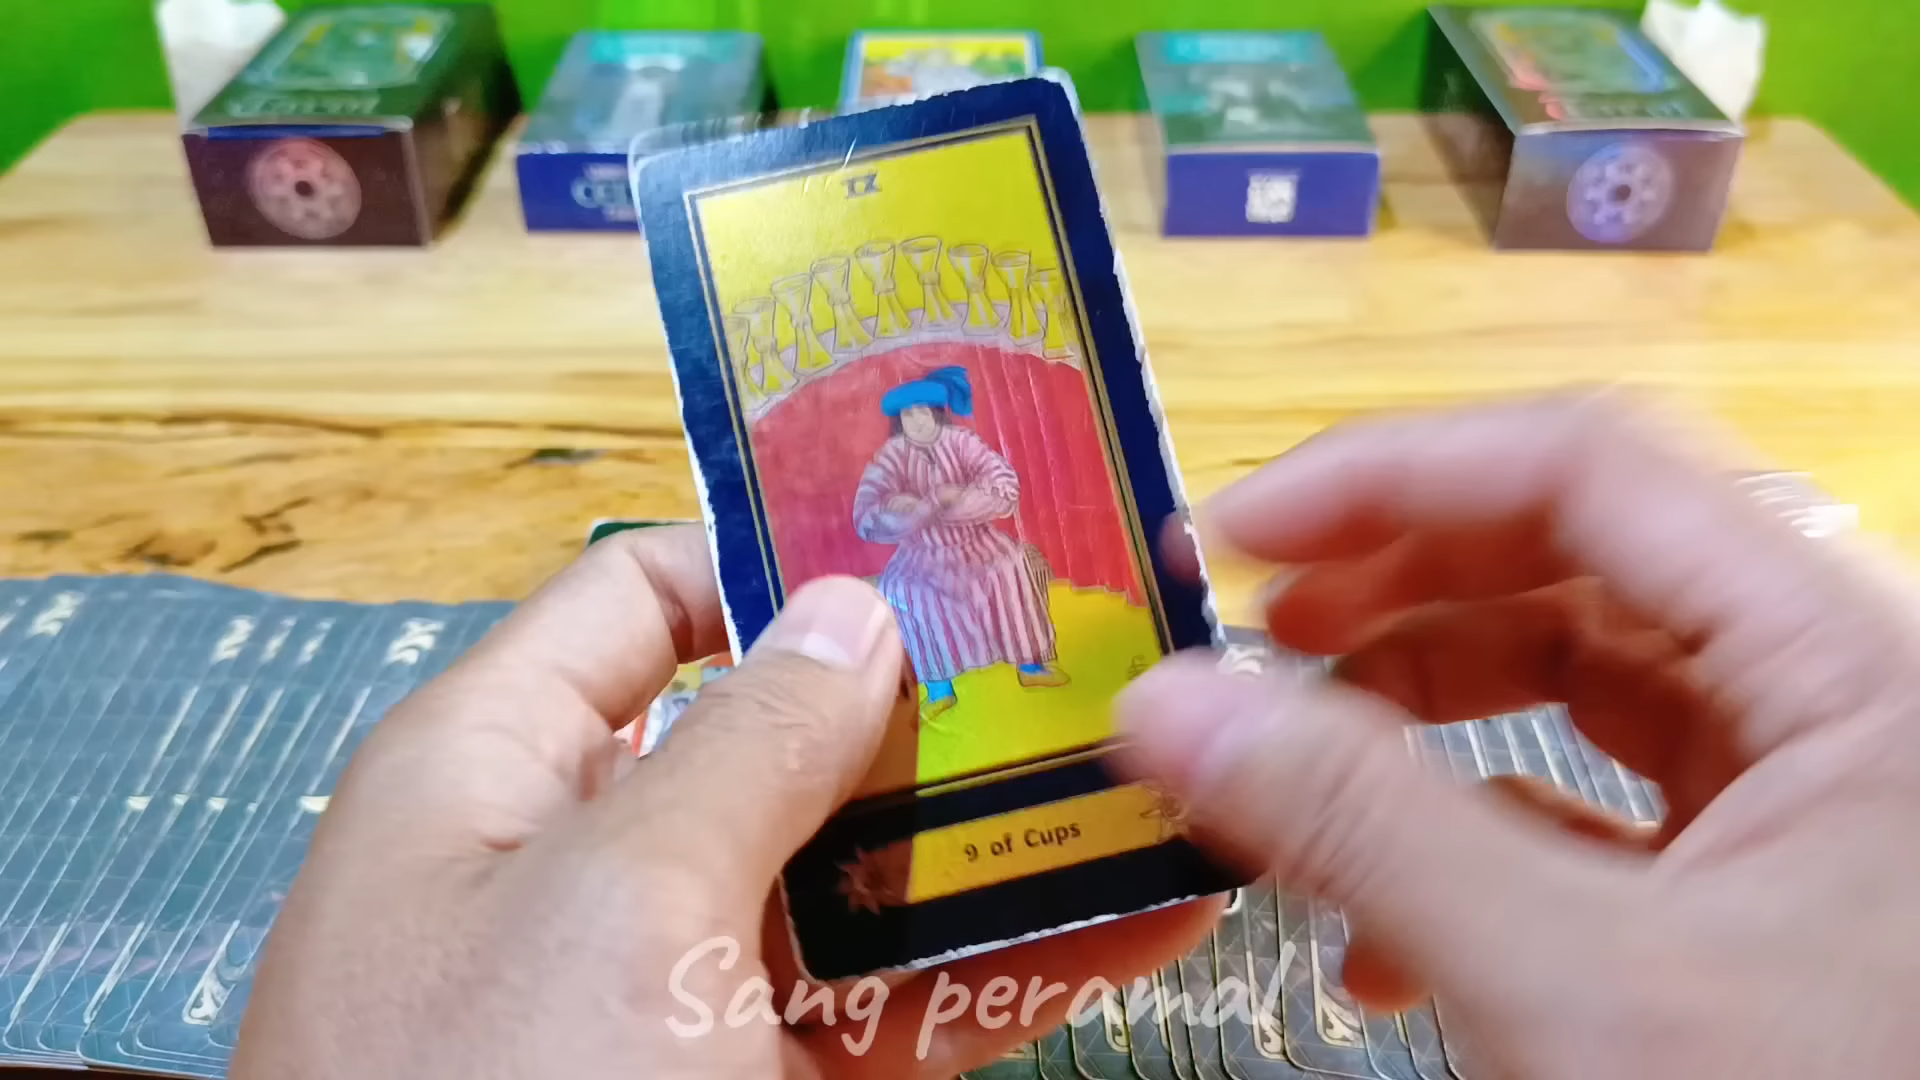 IX
9 of Cups
Sang peramal